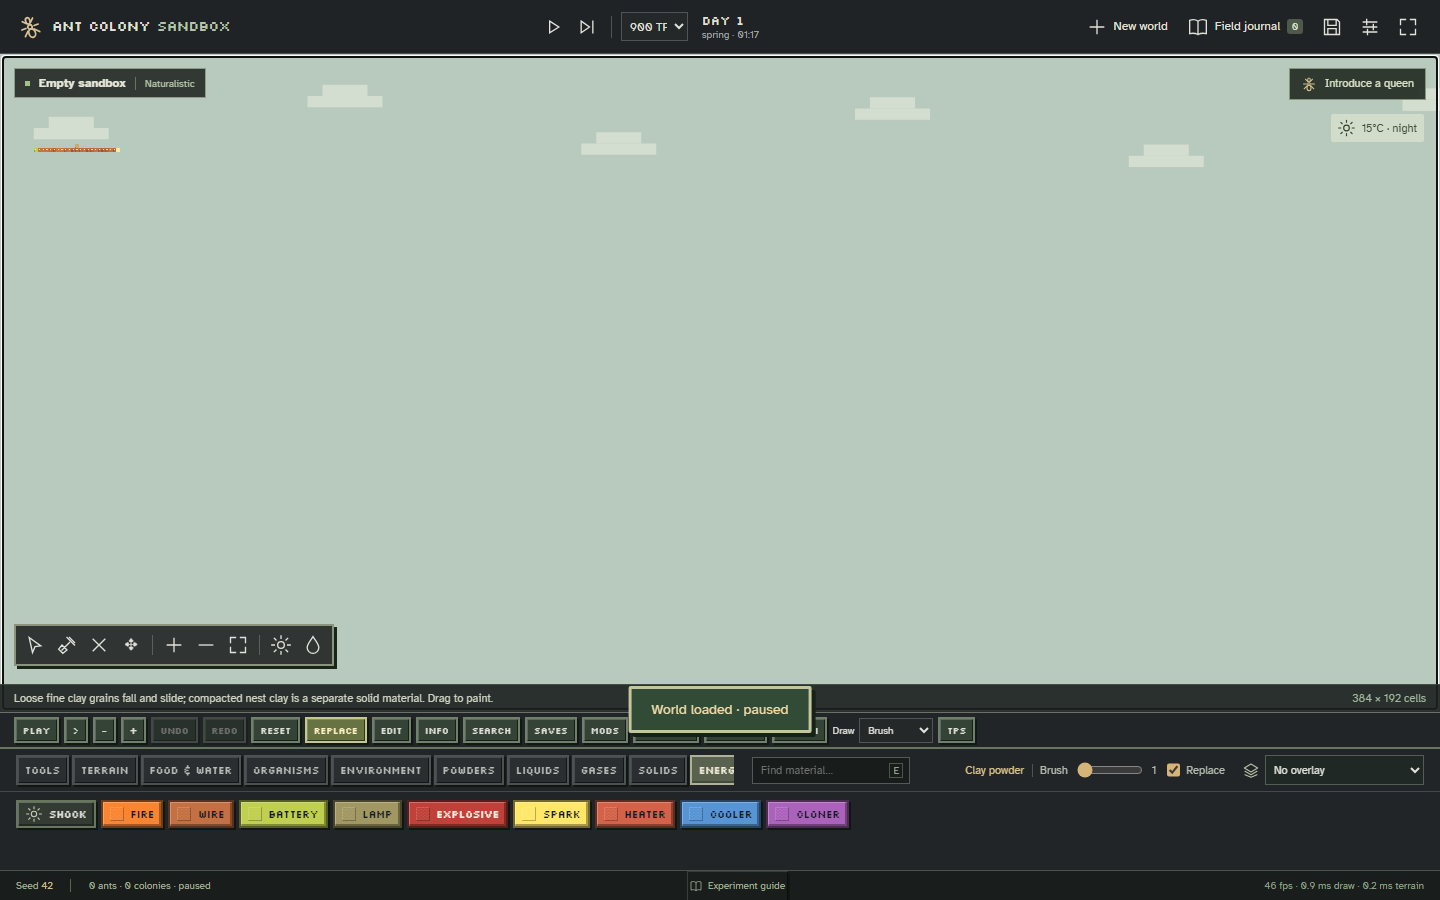 ANT COLONY SANDBOX
900 TF
DAY 1
spring · 01:17
New world
Field journal 0
Empty sandbox
Naturalistic
Introduce a queen
15°C · night
Loose fine clay grains fall and slide; compacted nest clay is a separate solid material. Drag to paint.
384 × 192 cells
World loaded · paused
PLAY > - + UNDO REDO RESET REPLACE EDIT INFO SEARCH SAVES MODS
Draw Brush TPS
TOOLS TERRAIN FOOD & WATER ORGANISMS ENVIRONMENT POWDERS LIQUIDS GASES SOLIDS ENERG
Find material... E
Clay powder Brush 1 Replace No overlay
SHOCK FIRE WIRE BATTERY LAMP EXPLOSIVE SPARK HEATER COOLER CLONER
Seed 42
0 ants · 0 colonies · paused
Experiment guide
46 fps · 0.9 ms draw · 0.2 ms terrain